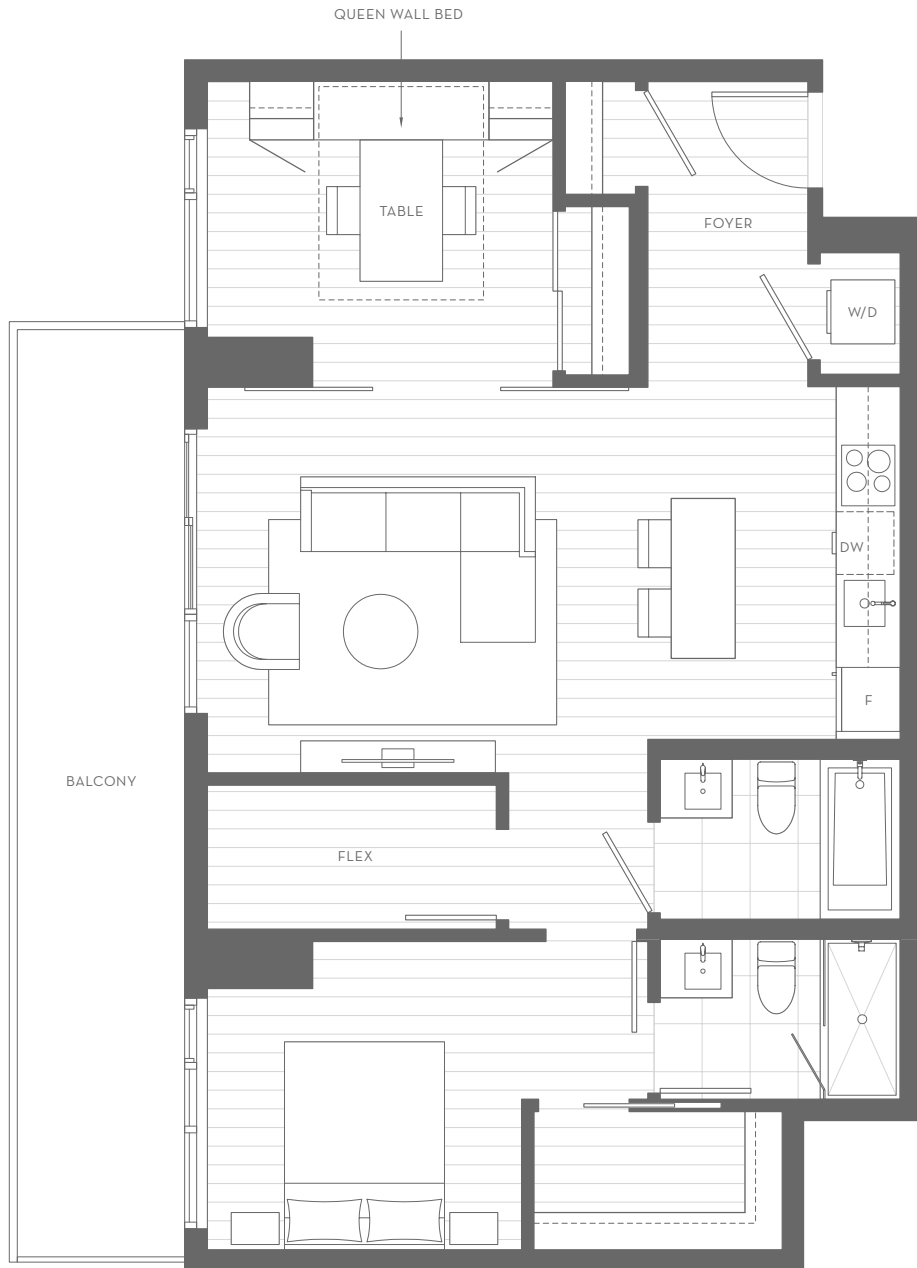 QUEEN WALL BED
TABLE
FOYER
W/D
DW
F
BALCONY
FLEX